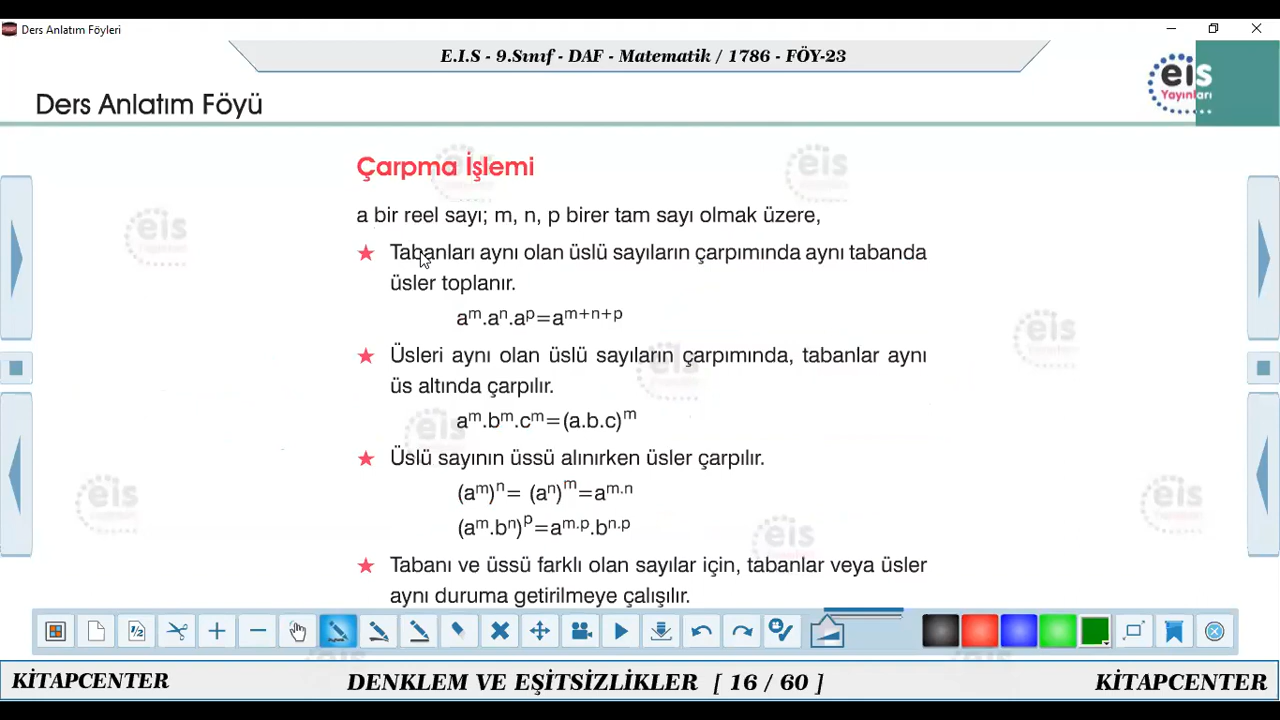 Ders Anlatım Föyleri
E.I.S - 9.Sınıf - DAF - Matematik / 1786 - FÖY-23
eis
Yayınları
Ders Anlatım Föyü
Çarpma İşlemi
a bir reel sayı; m, n, p birer tam sayı olmak üzere,
★ Tabanları aynı olan üslü sayıların çarpımında aynı tabanda
üsler toplanır.
aᵐ.aⁿ.aᵖ=aᵐ⁺ⁿ⁺ᵖ
★ Üsleri aynı olan üslü sayıların çarpımında, tabanlar aynı
üs altında çarpılır.
aᵐ.bᵐ.cᵐ=(a.b.c)ᵐ
★ Üslü sayının üssü alınırken üsler çarpılır.
(aᵐ)ⁿ= (aⁿ)ᵐ=aᵐ·ⁿ
(aᵐ.bⁿ)ᵖ=aᵐ·ᵖ.bⁿ·ᵖ
★ Tabanı ve üssü farklı olan sayılar için, tabanlar veya üsler
aynı duruma getirilmeye çalışılır.
1/2
KİTAPCENTER
DENKLEM VE EŞİTSİZLİKLER [ 16 / 60 ]
KİTAPCENTER